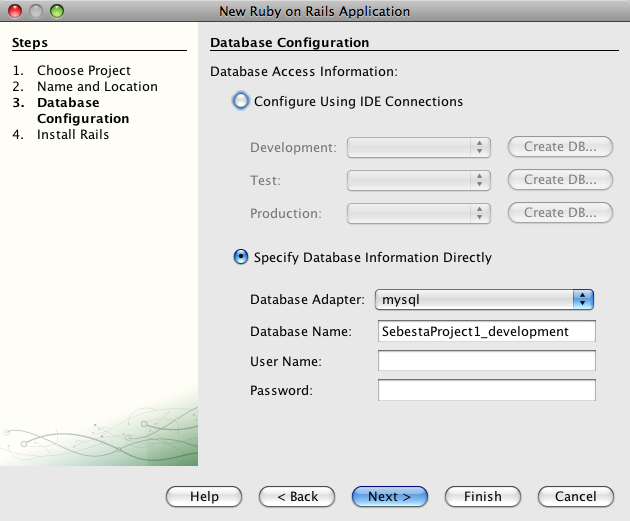 New Ruby on Rails Application
Steps
1. Choose Project
2. Name and Location
3. Database
Configuration
4. Install Rails
Database Configuration
Database Access Information:
Configure Using IDE Connections
Development: Create DB...
Test: Create DB...
Production: Create DB...
Specify Database Information Directly
Database Adapter: mysql
Database Name: SebestaProject1_development
User Name:
Password:
Help < Back Next > Finish Cancel